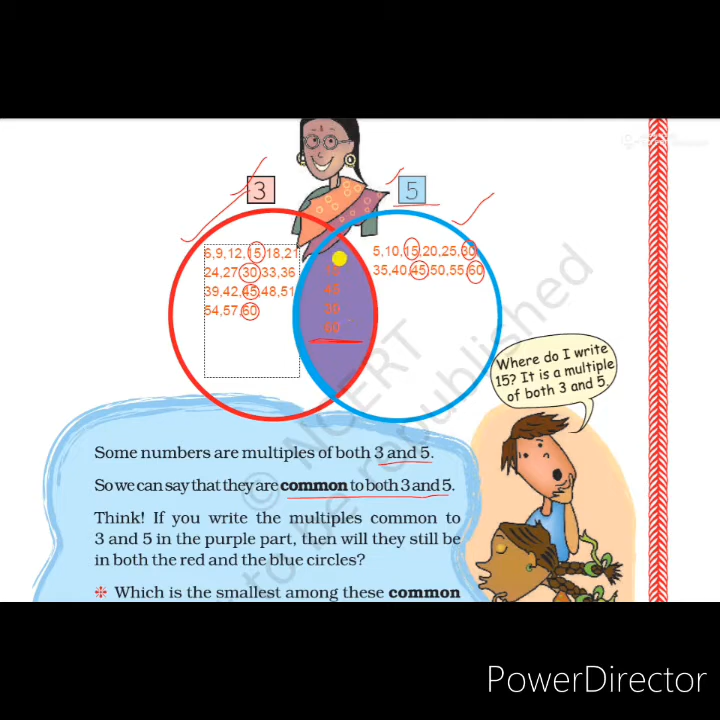 3
5
6,9,12,15,18,21
24,27,30,33,36
39,42,45,48,51
54,57,60
15
45
30
60
5,10,15,20,25,30
35,40,45,50,55,60
Where do I write
15? It is a multiple
of both 3 and 5.
Some numbers are multiples of both 3 and 5.
So we can say that they are common to both 3 and 5.
Think! If you write the multiples common to
3 and 5 in the purple part, then will they still be
in both the red and the blue circles?
Which is the smallest among these common
© NCERT
to be republished
PowerDirector